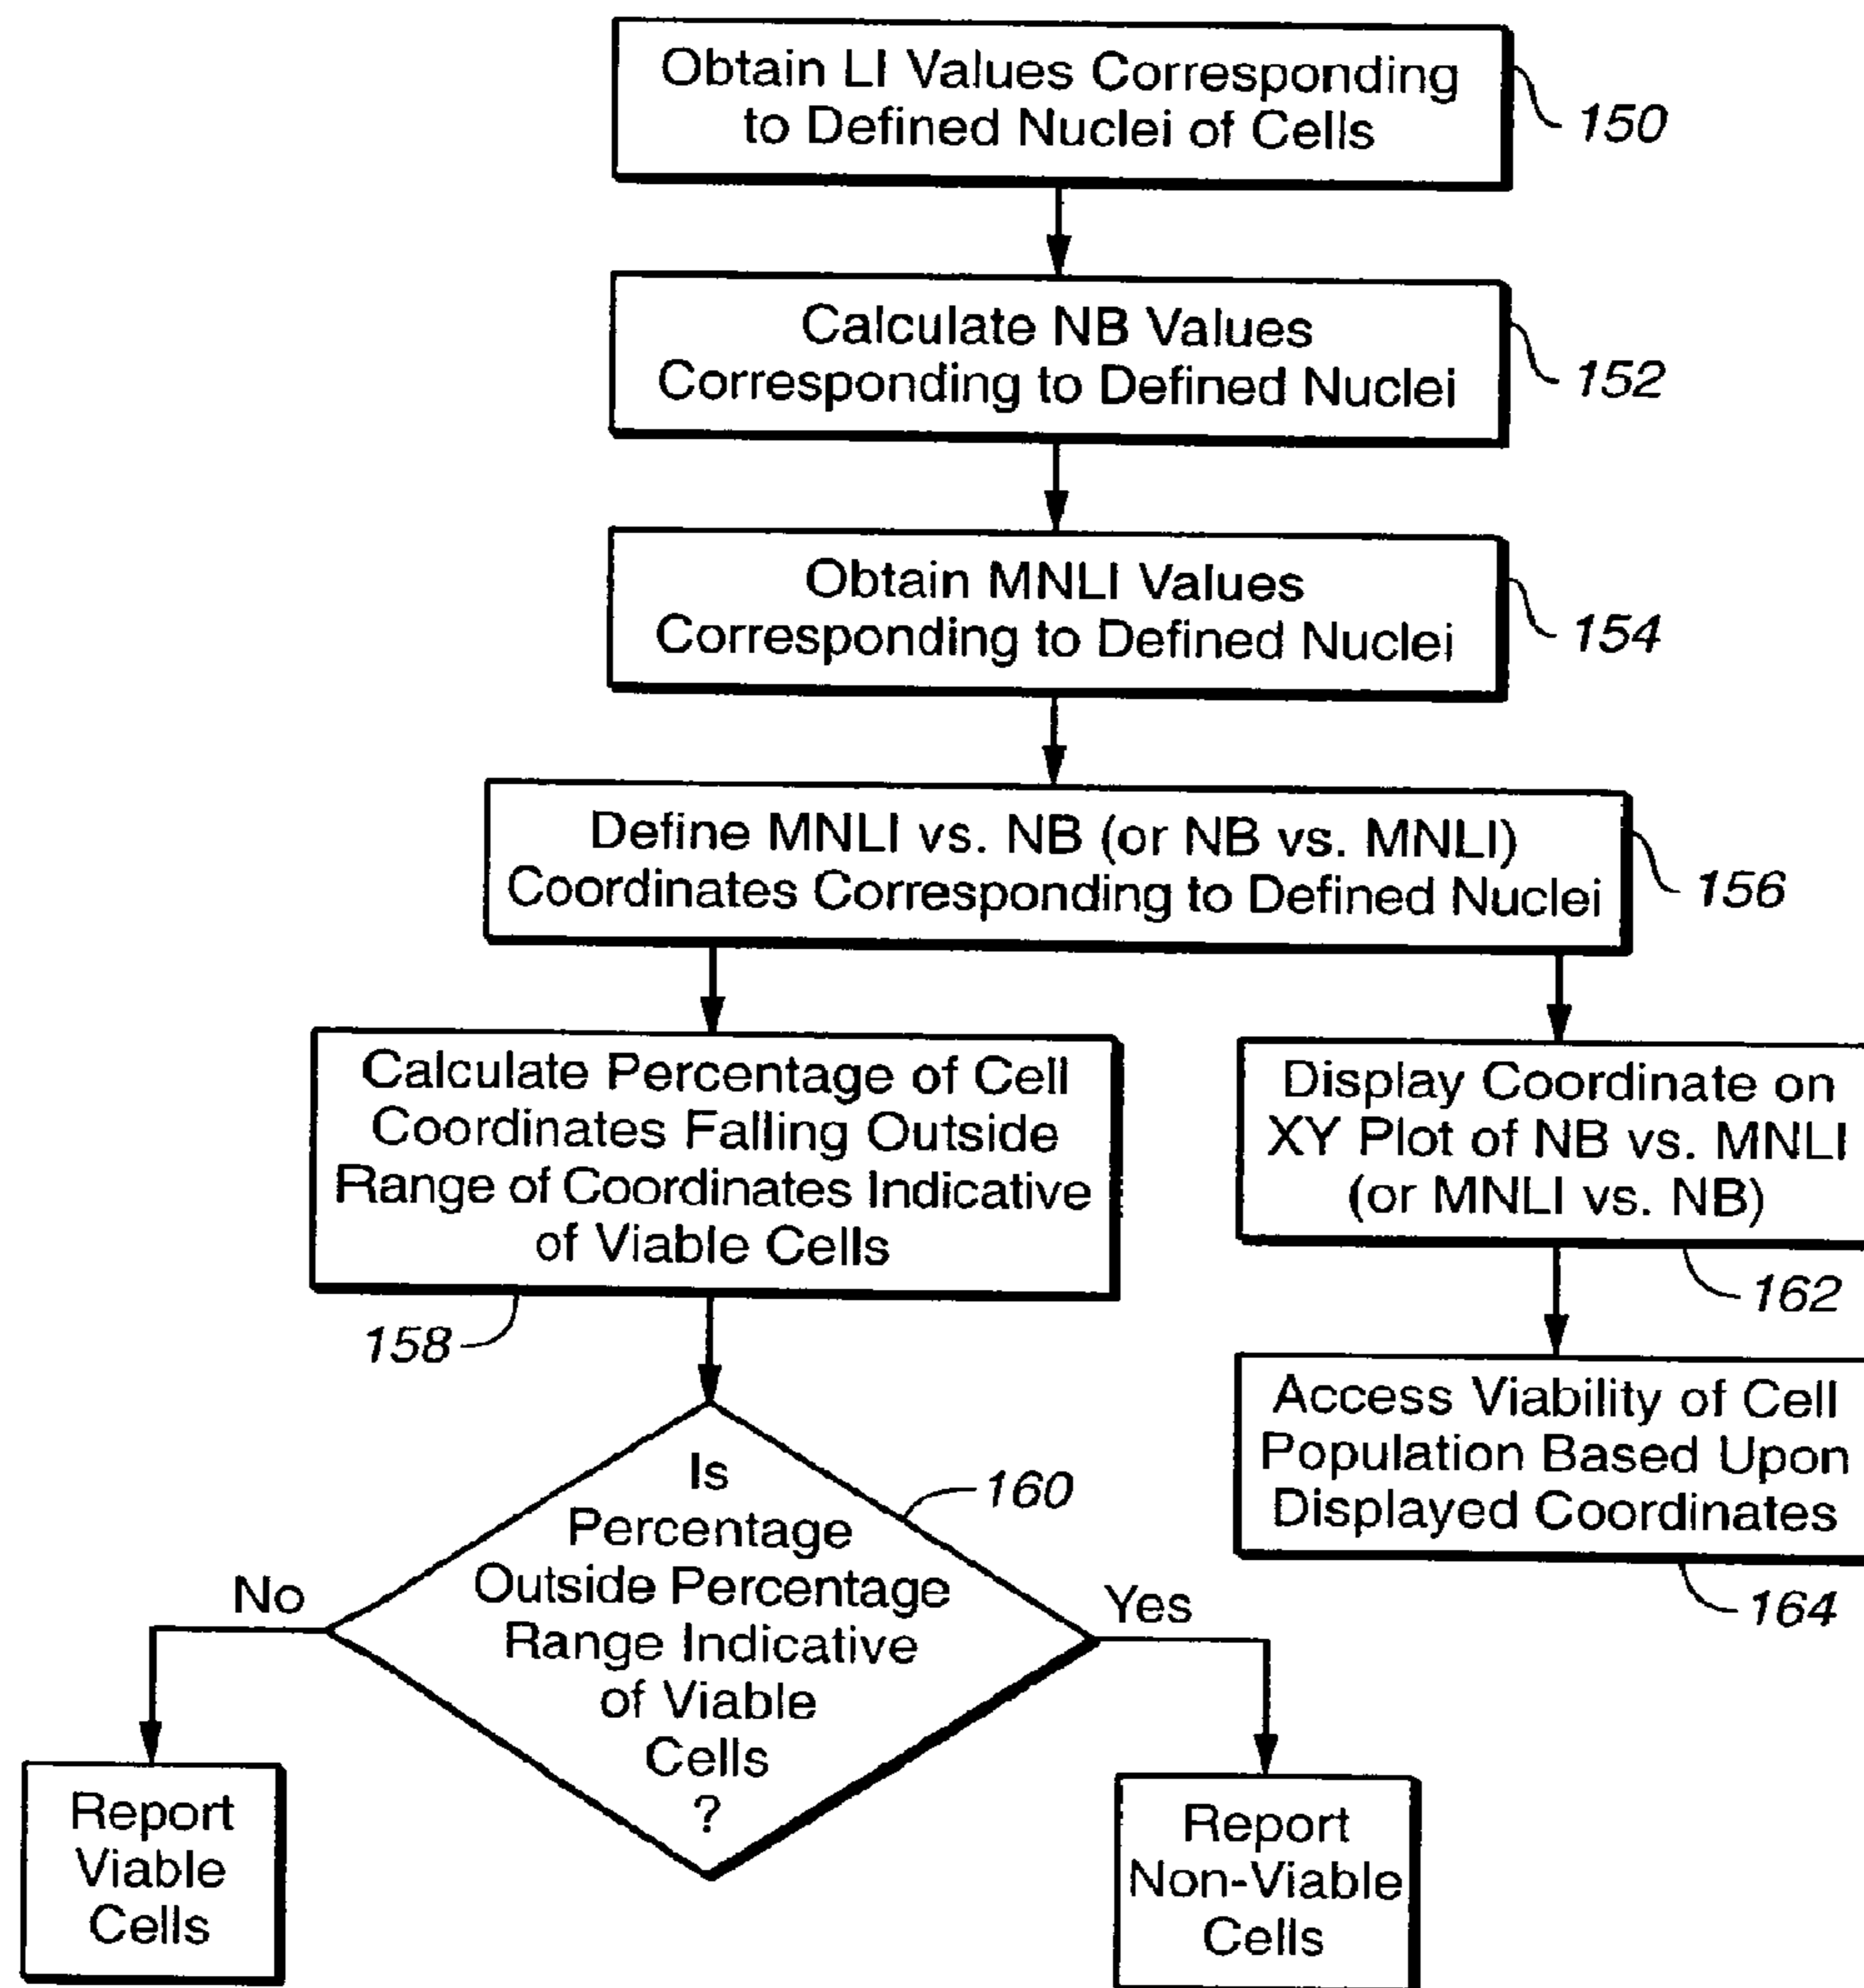 Obtain LI Values Corresponding
to Defined Nuclei of Cells
150
Calculate NB Values
Corresponding to Defined Nuclei
152
Obtain MNLI Values
Corresponding to Defined Nuclei
154
Define MNLI vs. NB (or NB vs. MNLI)
Coordinates Corresponding to Defined Nuclei
156
Calculate Percentage of Cell
Coordinates Falling Outside
Range of Coordinates Indicative
of Viable Cells
158
Display Coordinate on
XY Plot of NB vs. MNLI
(or MNLI vs. NB)
162
Access Viability of Cell
Population Based Upon
Displayed Coordinates
164
Is
Percentage
Outside Percentage
Range Indicative
of Viable
Cells
?
160
No
Yes
Report
Viable
Cells
Report
Non-Viable
Cells